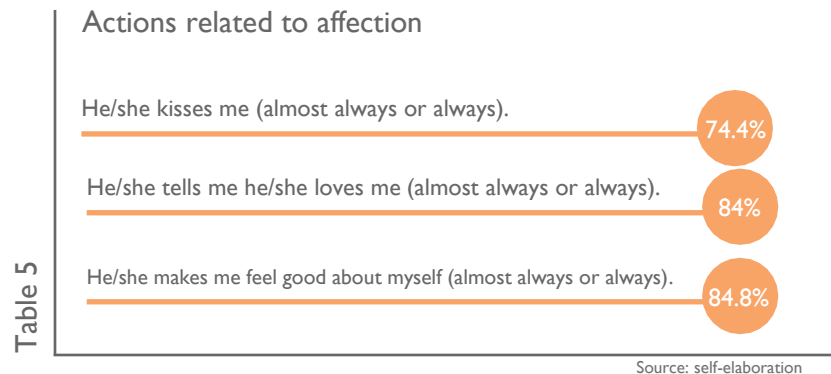 Actions related to affection
He/she kisses me (almost always or always).
74.4%
He/she tells me he/she loves me (almost always or always).
84%
He/she makes me feel good about myself (almost always or always).
84.8%
Table 5
Source: self-elaboration